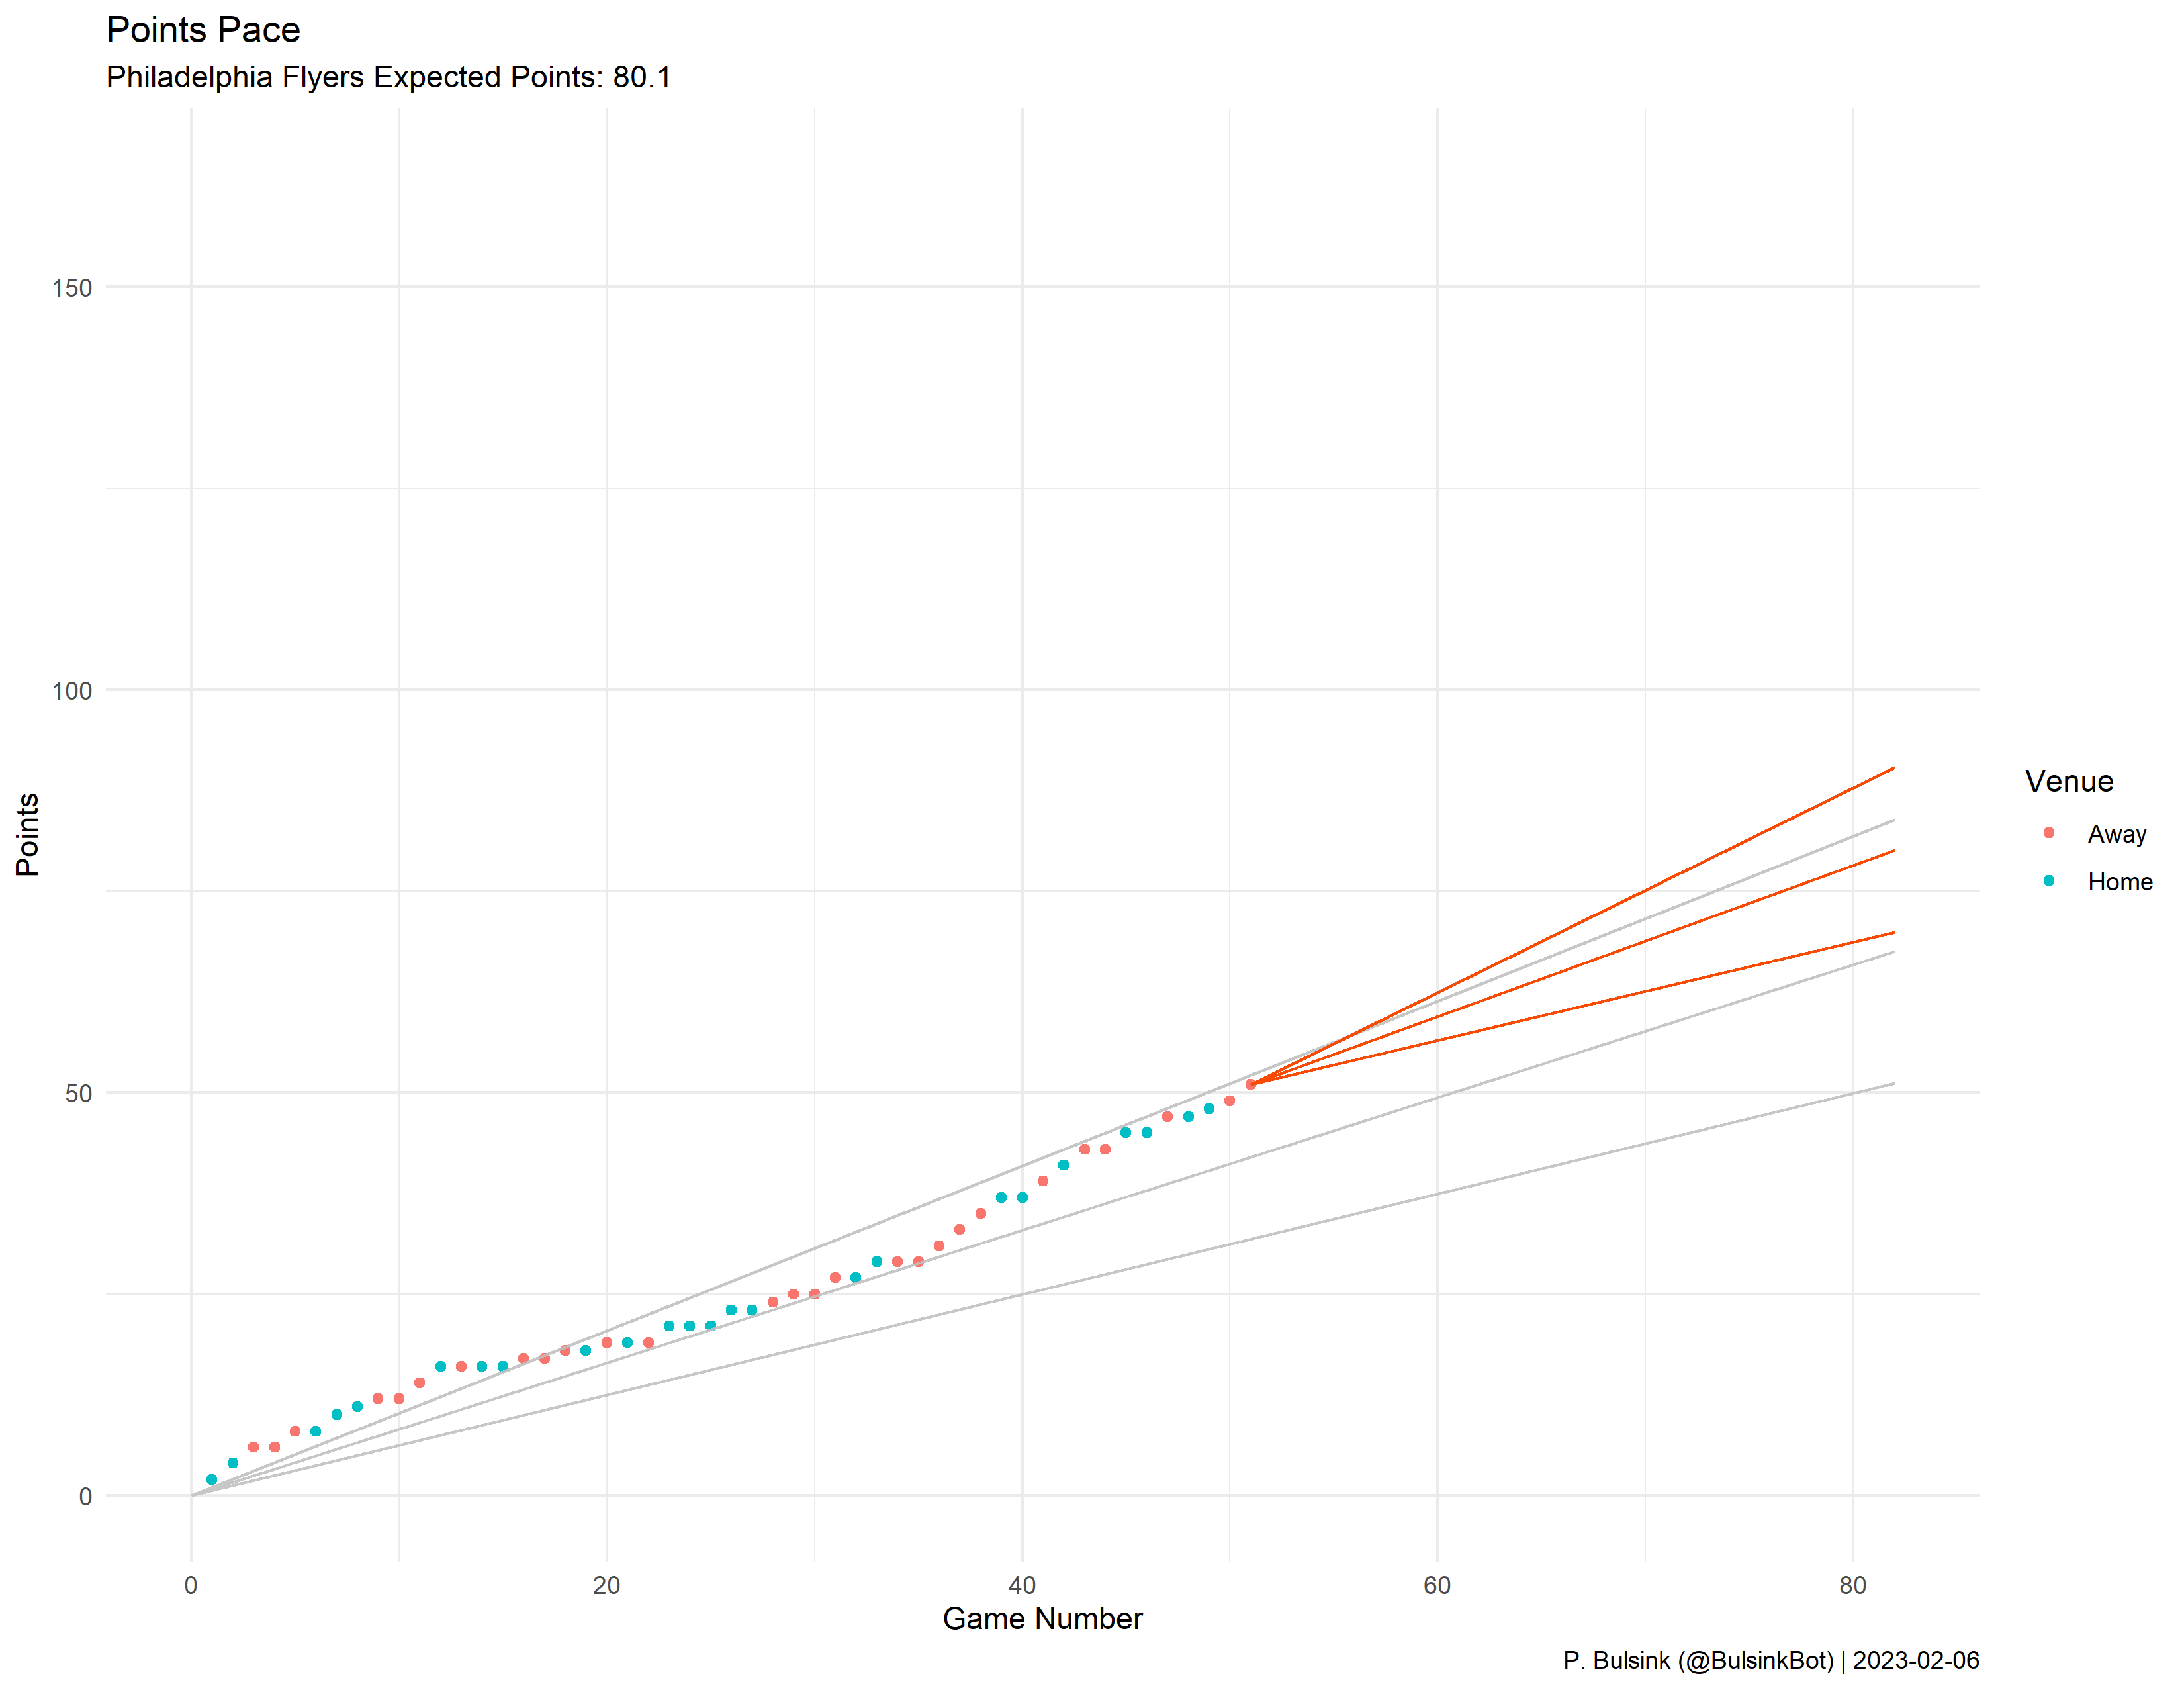 Points Pace
Philadelphia Flyers Expected Points: 80.1
150
100
50
0
Points
0 20 40 60 80
Game Number
Venue
Away
Home
P. Bulsink (@BulsinkBot) | 2023-02-06